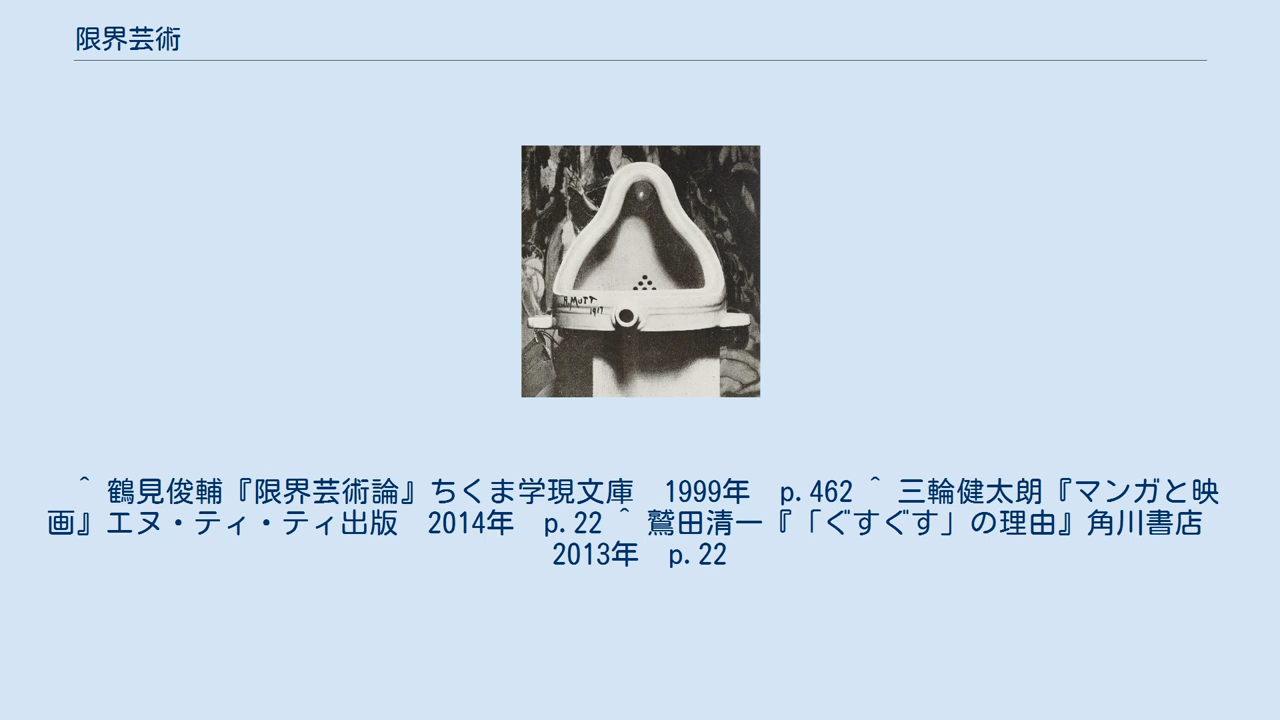 限界芸術
R.MUTT
1917
＾ 鶴見俊輔『限界芸術論』ちくま学現文庫　1999年　p.462 ＾ 三輪健太朗『マンガと映
画』エヌ・ティ・ティ出版　2014年　p.22 ＾ 鷲田清一『「ぐすぐす」の理由』角川書店
2013年　p.22